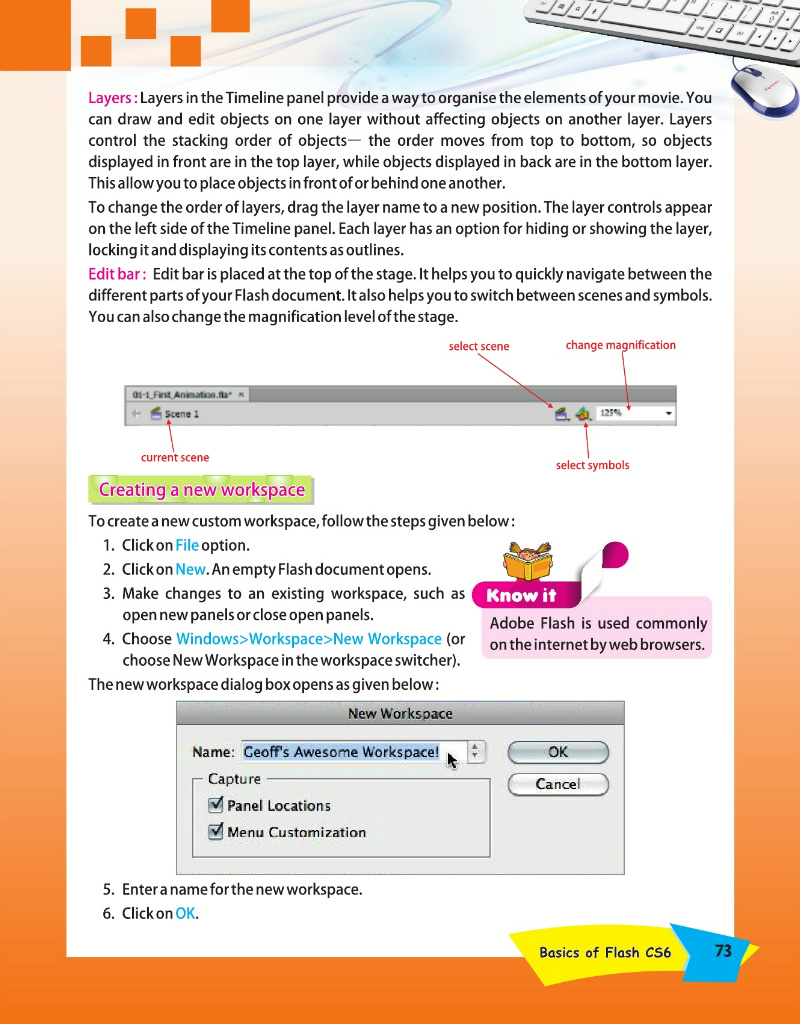 Layers : Layers in the Timeline panel provide a way to organise the elements of your movie. You
can draw and edit objects on one layer without affecting objects on another layer. Layers
control the stacking order of objects— the order moves from top to bottom, so objects
displayed in front are in the top layer, while objects displayed in back are in the bottom layer.
This allow you to place objects in front of or behind one another.
To change the order of layers, drag the layer name to a new position. The layer controls appear
on the left side of the Timeline panel. Each layer has an option for hiding or showing the layer,
locking it and displaying its contents as outlines.
Edit bar : Edit bar is placed at the top of the stage. It helps you to quickly navigate between the
different parts of your Flash document. It also helps you to switch between scenes and symbols.
You can also change the magnification level of the stage.
select scene
change magnification
01-1_First_Animation.fla* ×
Scene 1
125%
current scene
select symbols
Creating a new workspace
To create a new custom workspace, follow the steps given below :
1. Click on File option.
2. Click on New. An empty Flash document opens.
3. Make changes to an existing workspace, such as
open new panels or close open panels.
4. Choose Windows>Workspace>New Workspace (or
choose New Workspace in the workspace switcher).
Know it
Adobe Flash is used commonly
on the internet by web browsers.
The new workspace dialog box opens as given below :
New Workspace
Name: Geoff's Awesome Workspace!
OK
Capture
Cancel
Panel Locations
Menu Customization
5. Enter a name for the new workspace.
6. Click on OK.
Basics of Flash CS6
73